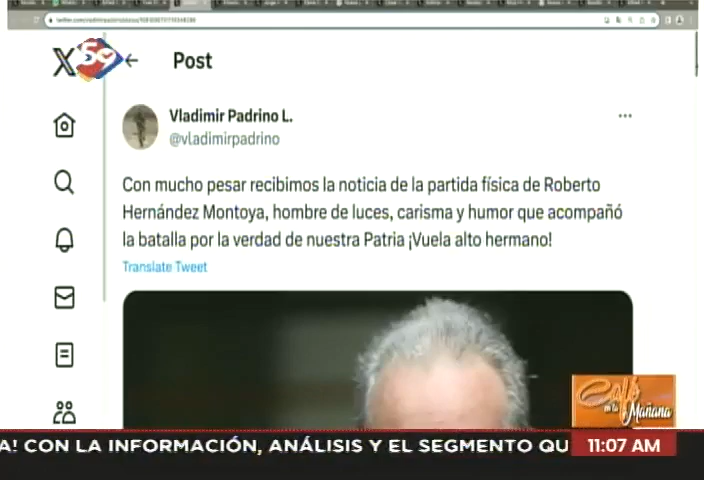 Post
Vladimir Padrino L.
@vladimirpadrino
Con mucho pesar recibimos la noticia de la partida física de Roberto
Hernández Montoya, hombre de luces, carisma y humor que acompañó
la batalla por la verdad de nuestra Patria ¡Vuela alto hermano!
Translate Tweet
Café
en la
Mañana
A! CON LA INFORMACIÓN, ANÁLISIS Y EL SEGMENTO QU
11:07 AM